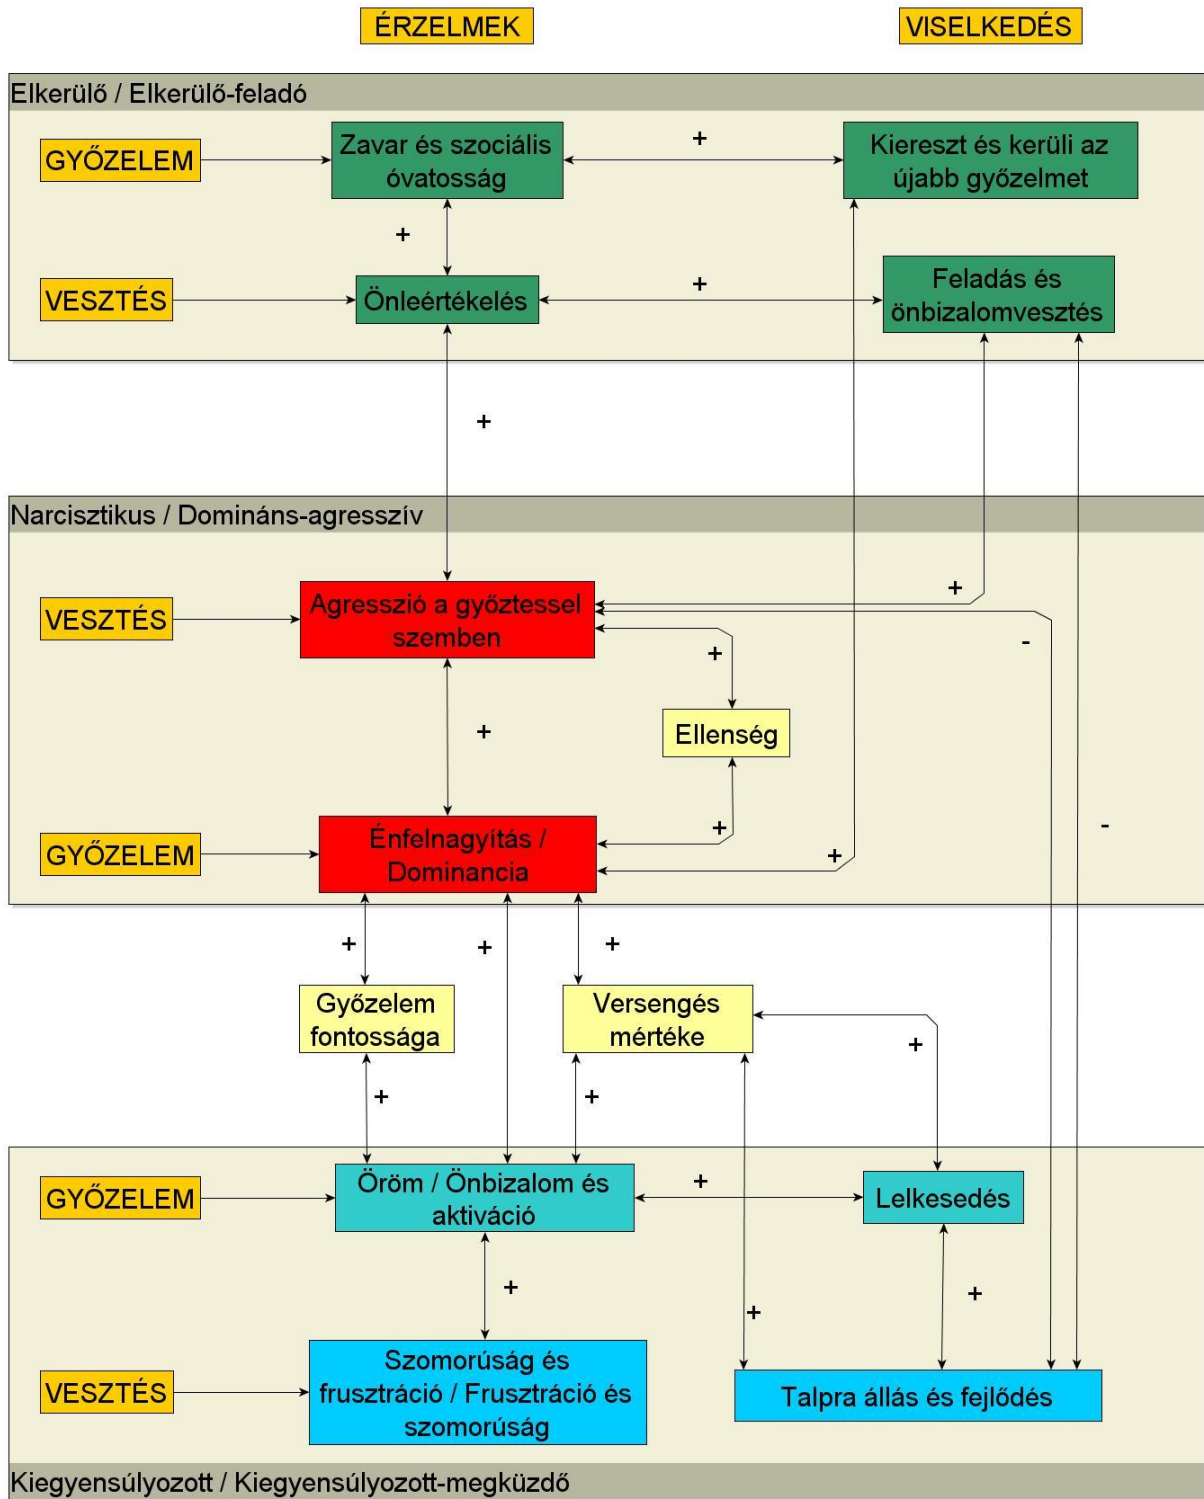 ÉRZELMEK
VISELKEDÉS
Elkerülő / Elkerülő-feladó
GYŐZELEM
Zavar és szociális
óvatosság
+
Kiereszt és kerüli az
újabb győzelmet
+
VESZTÉS
Önleértékelés
+
Feladás és
önbizalomvesztés
+
Narcisztikus / Domináns-agresszív
VESZTÉS
Agresszió a győztessel
szemben
+
-
+
+
Ellenség
-
+
+
GYŐZELEM
Énfelnagyítás /
Dominancia
+
+
+
Győzelem
fontossága
Versengés
mértéke
+
+
+
GYŐZELEM
Öröm / Önbizalom és
aktiváció
+
Lelkesedés
+
+
+
VESZTÉS
Szomorúság és
frusztráció / Frusztráció és
szomorúság
Talpra állás és fejlődés
Kiegyensúlyozott / Kiegyensúlyozott-megküzdő